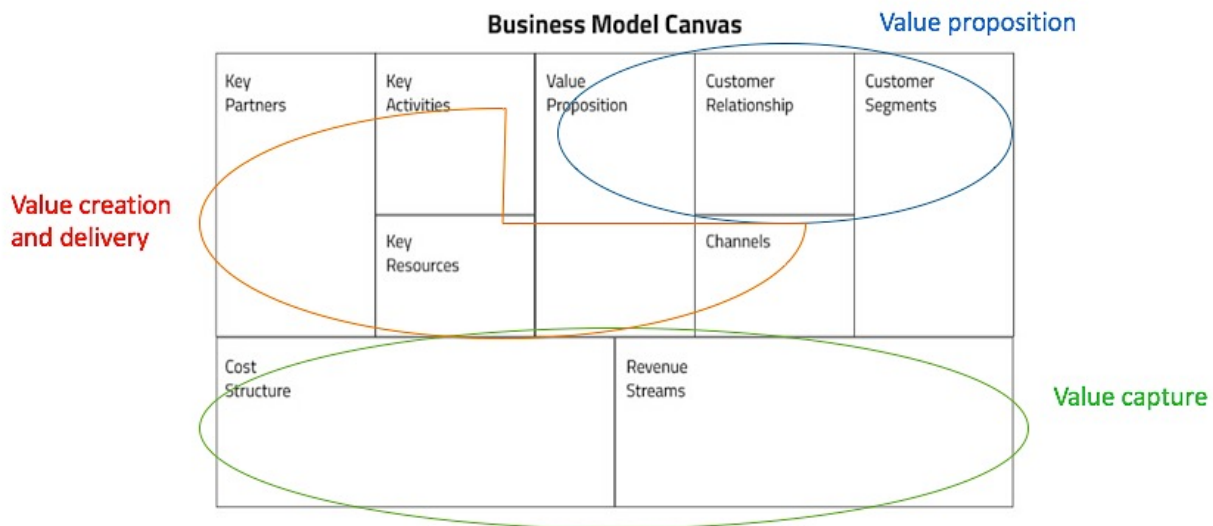 Business Model Canvas
Value proposition
Key
Partners
Key
Activities
Value
Proposition
Customer
Relationship
Customer
Segments
Value creation
and delivery
Key
Resources
Channels
Cost
Structure
Revenue
Streams
Value capture